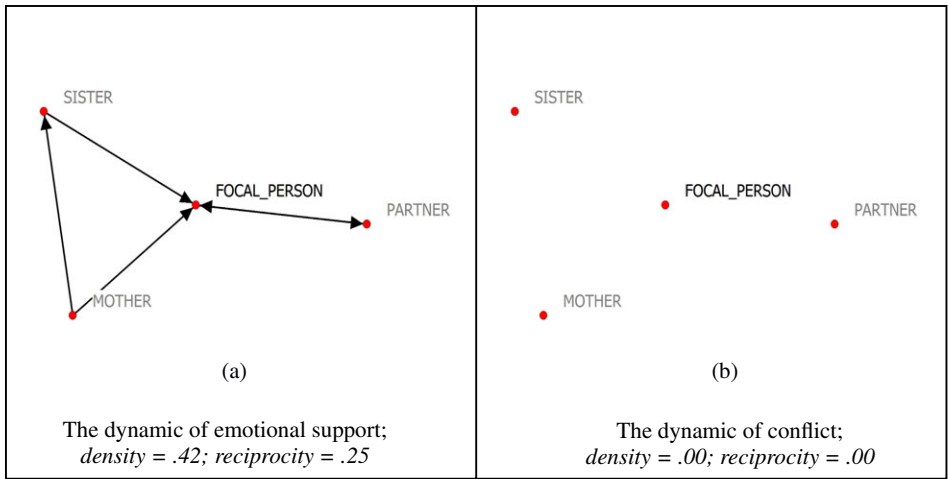 SISTER
FOCAL_PERSON
PARTNER
MOTHER
(a)
The dynamic of emotional support;
density = .42; reciprocity = .25
SISTER
FOCAL_PERSON
PARTNER
MOTHER
(b)
The dynamic of conflict;
density = .00; reciprocity = .00